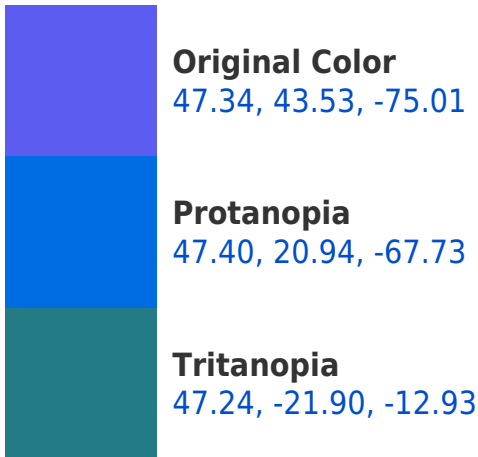 Original Color
47.34, 43.53, -75.01
Protanopia
47.40, 20.94, -67.73
Tritanopia
47.24, -21.90, -12.93